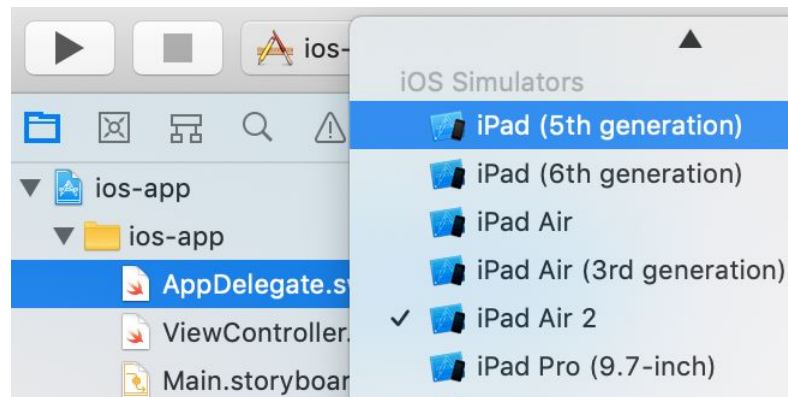 ios-
iOS Simulators
iPad (5th generation)
iPad (6th generation)
iPad Air
iPad Air (3rd generation)
iPad Air 2
iPad Pro (9.7-inch)
ios-app
ios-app
AppDelegate.s
ViewController.
Main.storyboar